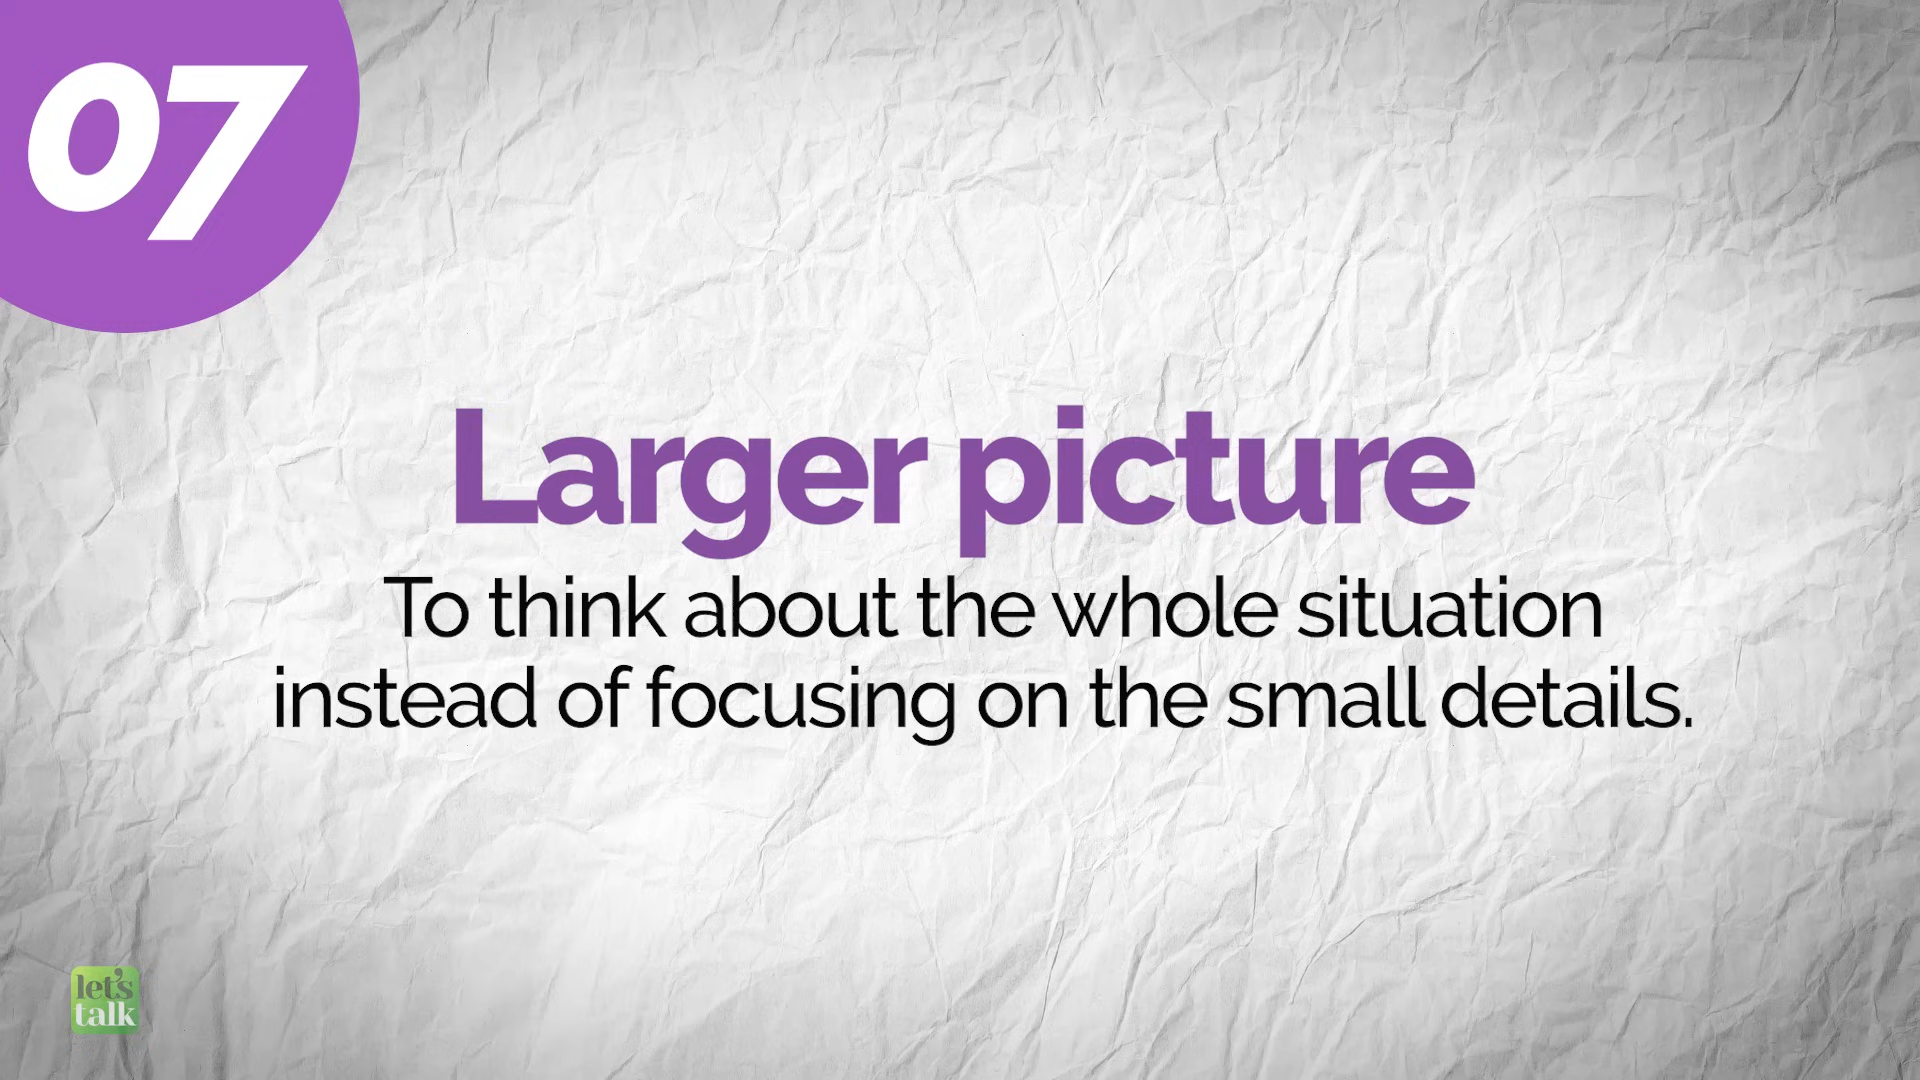 07
Larger picture
To think about the whole situation
instead of focusing on the small details.
let's
talk